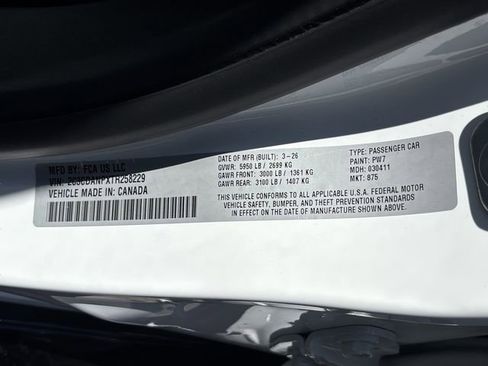 MFD BY: FCA US LLC
VIN:
VEHICLE MADE IN: CANADA
DATE OF MFR (BUILT): 3-26
GVWR: 5950 LB / 2699 KG
GAWR FRONT: 3000 LB / 1361 KG
GAWR REAR: 3100 LB / 1407 KG
TYPE: PASSENGER CAR
PAINT: PW7
MDH: 030411
MKT: 875
THIS VEHICLE CONFORMS TO ALL APPLICABLE U.S.A. FEDERAL MOTOR
VEHICLE SAFETY, BUMPER, AND THEFT PREVENTION STANDARDS
IN EFFECT ON THE DATE OF MANUFACTURE SHOWN ABOVE.